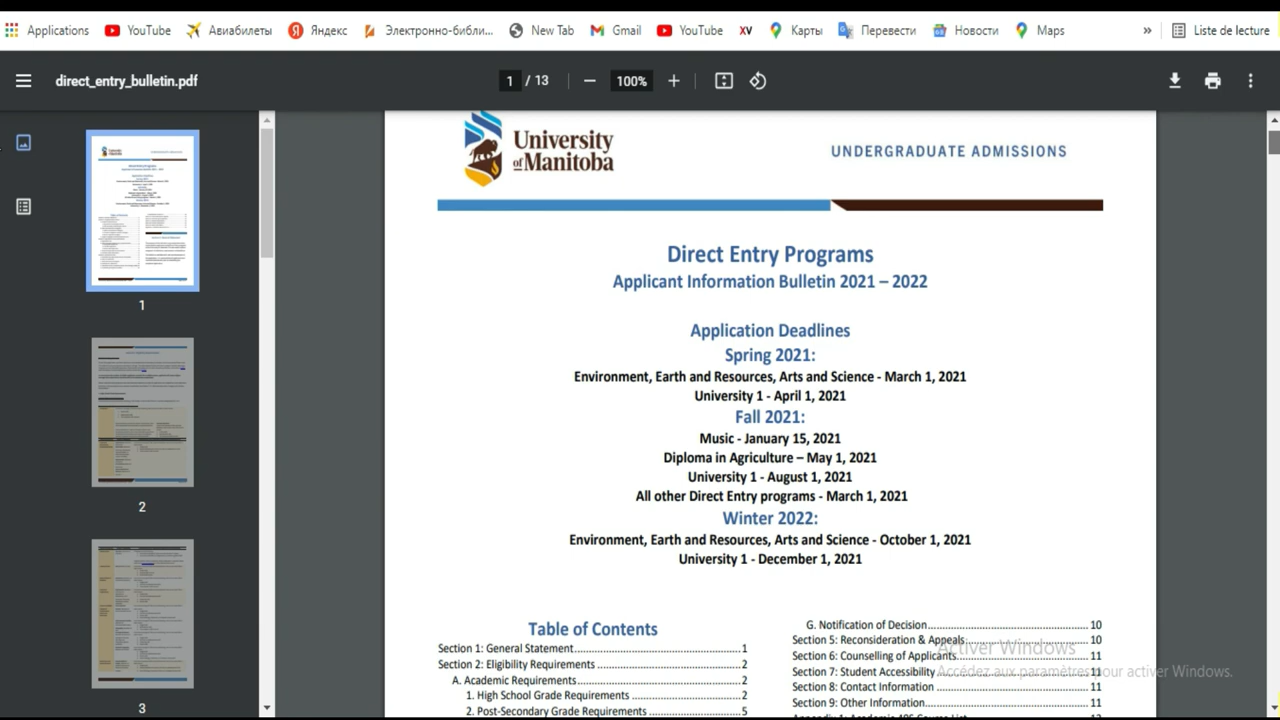 Applications YouTube Авиабилеты Яндекс Электронно-библи... New Tab Gmail YouTube XV Карты Перевести Новости Maps » Liste de lecture
direct_entry_bulletin.pdf 1 / 13 100%
University
of Manitoba
UNDERGRADUATE ADMISSIONS
Direct Entry Programs
Applicant Information Bulletin 2021 – 2022
Application Deadlines
Spring 2021:
Environment, Earth and Resources, Arts and Science - March 1, 2021
University 1 - April 1, 2021
Fall 2021:
Music - January 15, 2021
Diploma in Agriculture – May 1, 2021
University 1 - August 1, 2021
All other Direct Entry programs - March 1, 2021
Winter 2022:
Environment, Earth and Resources, Arts and Science - October 1, 2021
University 1 - December 1, 2021
Table of Contents
Section 1: General Statement 1
Section 2: Eligibility Requirements 2
A. Academic Requirements 2
1. High School Grade Requirements 2
2. Post-Secondary Grade Requirements 5
G. Notification of Decision 10
Section 5: Reconsideration & Appeals 10
Section 6: Counselling of Applicants 11
Section 7: Student Accessibility 11
Section 8: Contact Information 11
Section 9: Other Information 11
Activer Windows
Accédez aux paramètres pour activer Windows.
1
2
3